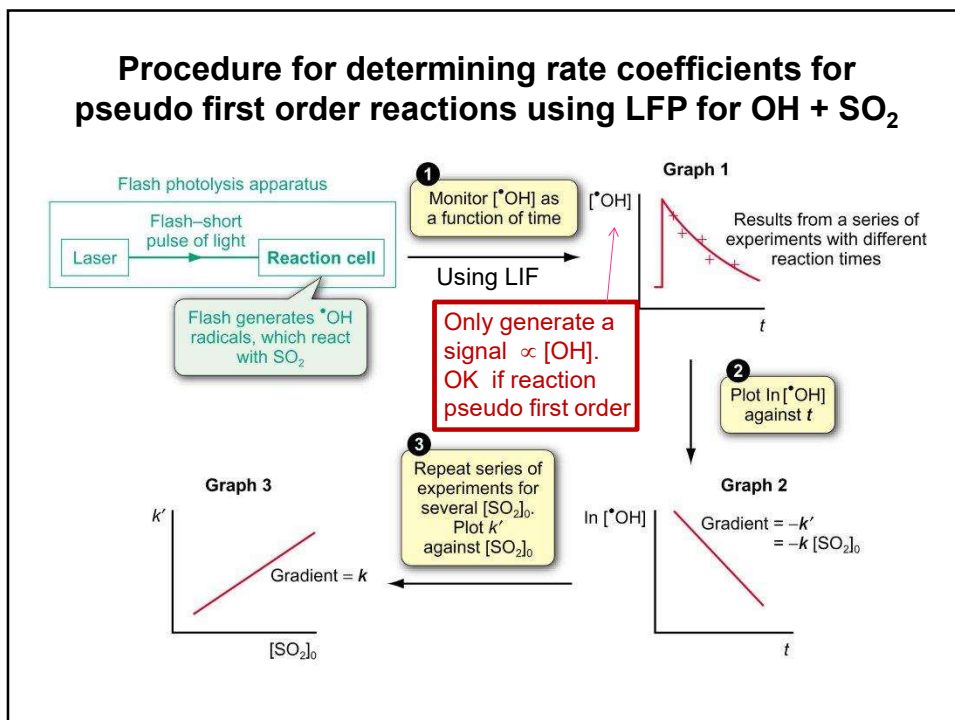 Procedure for determining rate coefficients for
pseudo first order reactions using LFP for OH + SO₂
Flash photolysis apparatus
Flash–short
pulse of light
Laser
Reaction cell
Flash generates •OH
radicals, which react
with SO₂
1
Monitor [•OH] as
a function of time
Using LIF
Only generate a
signal ∝ [OH].
OK if reaction
pseudo first order
Graph 1
[•OH]
Results from a series of
experiments with different
reaction times
t
2
Plot ln [•OH]
against t
Graph 2
ln [•OH]
Gradient = –k′
= –k [SO₂]₀
t
3
Repeat series of
experiments for
several [SO₂]₀.
Plot k′
against [SO₂]₀
Graph 3
k′
Gradient = k
[SO₂]₀